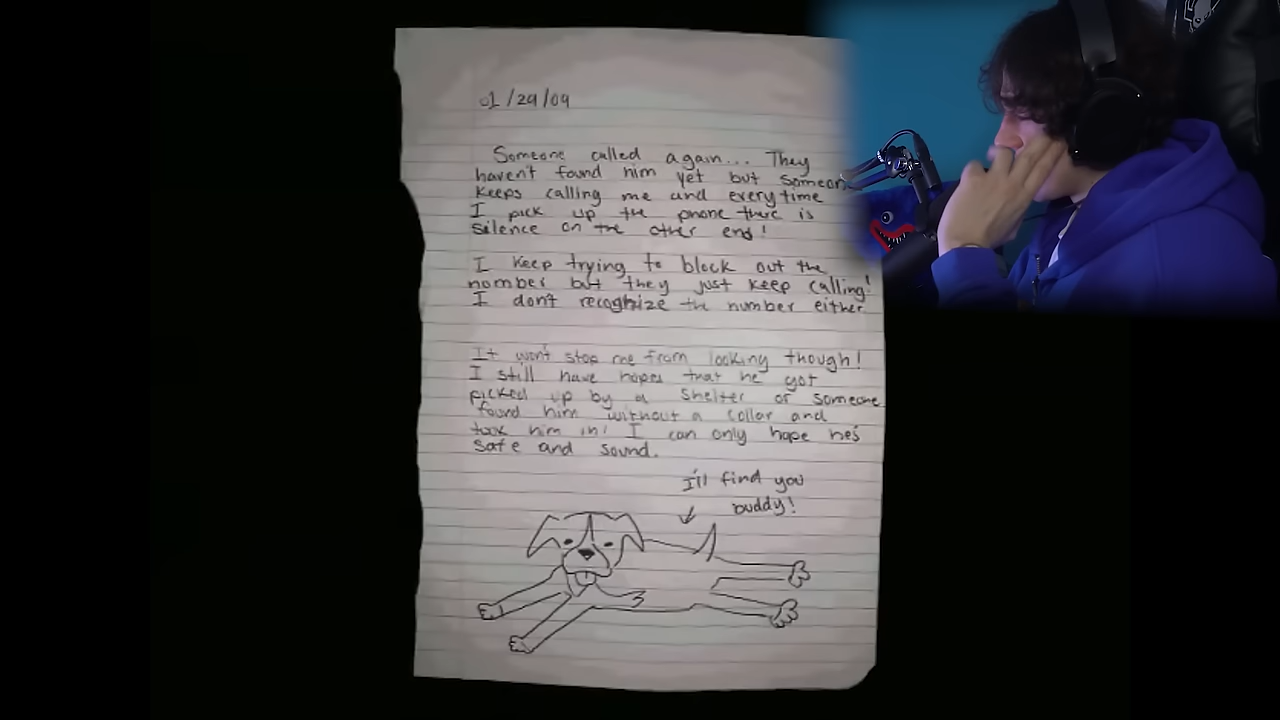 01/29/09
Someone called again... They
haven't found him yet but someone
keeps calling me and everytime
I pick up the phone there is
silence on the other end!
I keep trying to block out the
nomber but they just keep calling!
I don't recoghize the number either
It won't stop me from looking though!
I still have hopes that he got
picked up by a shelter or someone
found him without a collar and
took him in! I can only hope he's
safe and sound.
I'll find you
buddy!